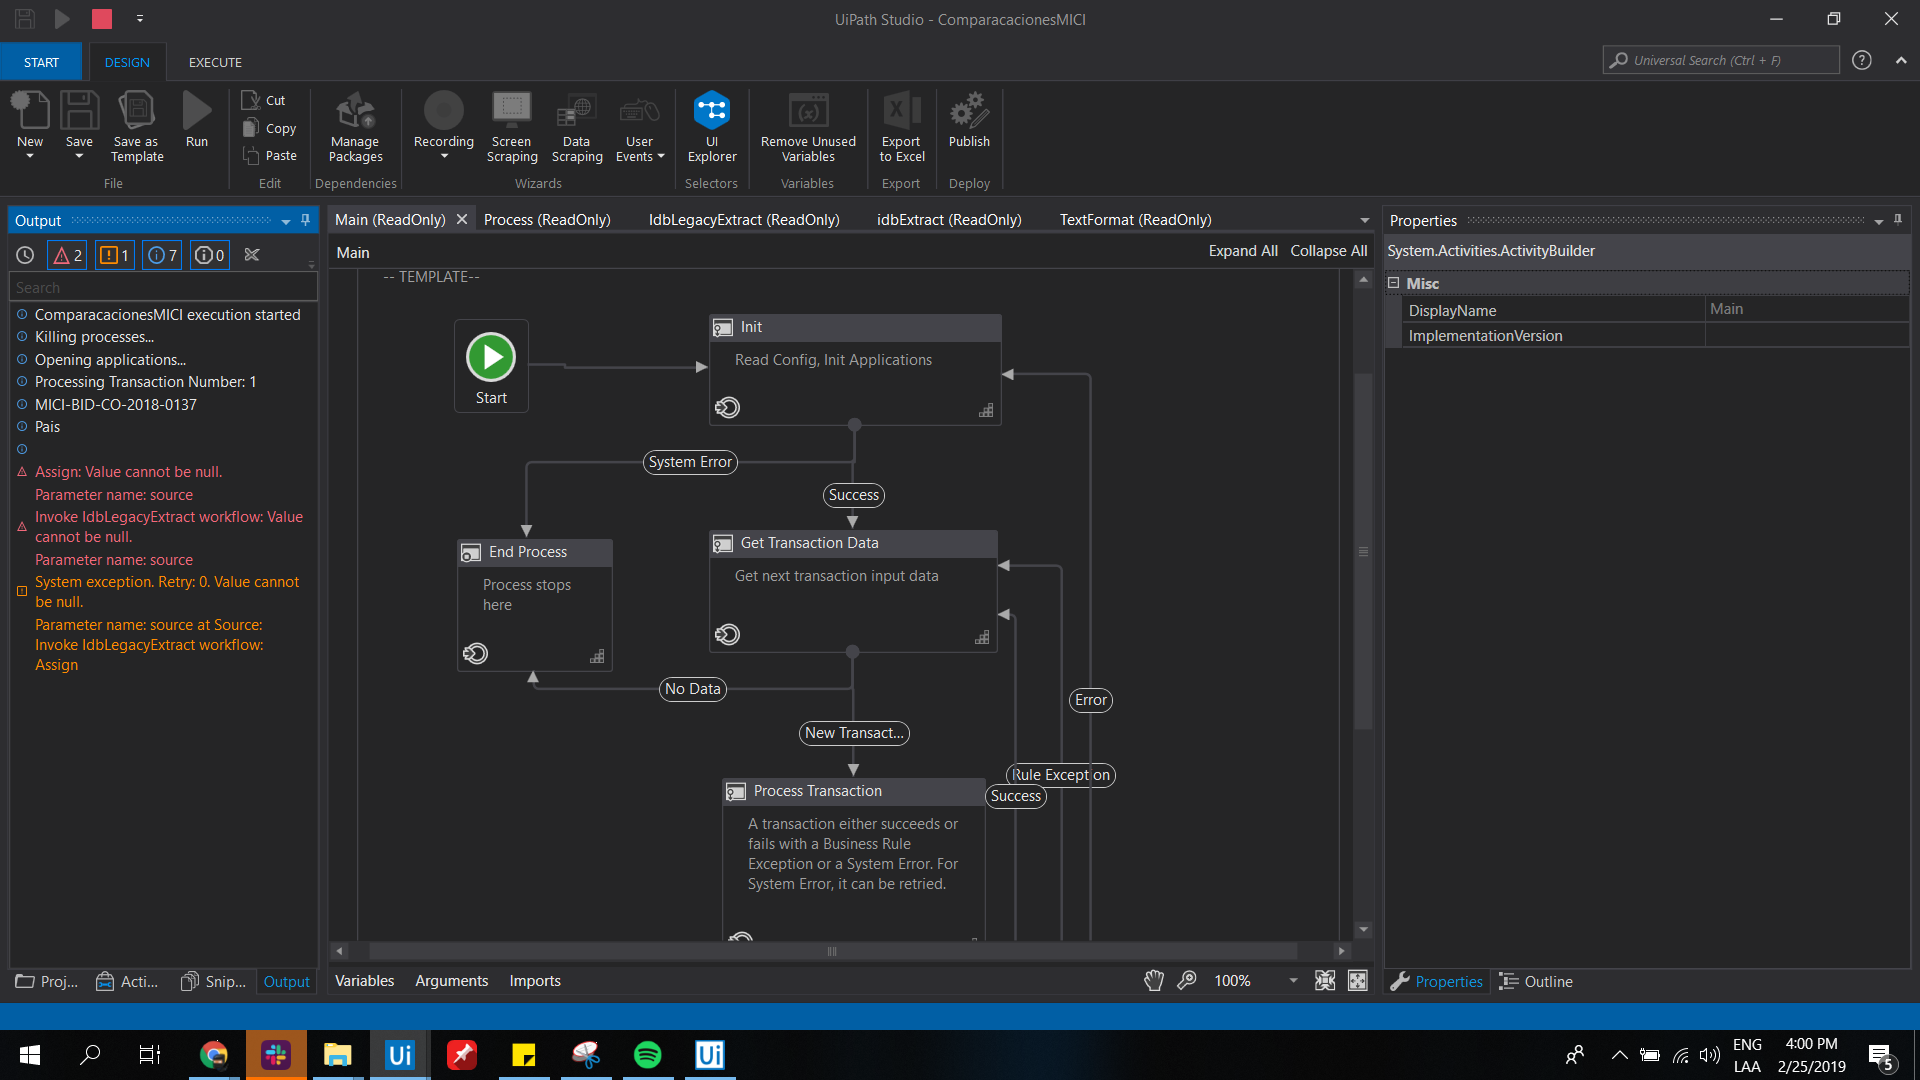 UiPath Studio - ComparacacionesMICI
START
DESIGN
EXECUTE
Universal Search (Ctrl + F)
New
Save
Save as Template
Run
Cut
Copy
Paste
Manage Packages
Recording
Screen Scraping
Data Scraping
User Events
UI Explorer
Remove Unused Variables
Export to Excel
Publish
File
Edit
Dependencies
Wizards
Selectors
Variables
Export
Deploy
Output
2
1
7
0
Search
ComparacacionesMICI execution started
Killing processes...
Opening applications...
Processing Transaction Number: 1
MICI-BID-CO-2018-0137
Pais
Assign: Value cannot be null.
Parameter name: source
Invoke IdbLegacyExtract workflow: Value
cannot be null.
Parameter name: source
System exception. Retry: 0. Value cannot
be null.
Parameter name: source at Source:
Invoke IdbLegacyExtract workflow:
Assign
Proj...
Acti...
Snip...
Output
Main (ReadOnly)
Process (ReadOnly)
IdbLegacyExtract (ReadOnly)
idbExtract (ReadOnly)
TextFormat (ReadOnly)
Main
Expand All
Collapse All
-- TEMPLATE--
Start
Init
Read Config, Init Applications
System Error
Success
End Process
Process stops
here
Get Transaction Data
Get next transaction input data
No Data
New Transact...
Error
Rule Exception
Success
Process Transaction
A transaction either succeeds or
fails with a Business Rule
Exception or a System Error. For
System Error, it can be retried.
Variables
Arguments
Imports
100%
Properties
System.Activities.ActivityBuilder
Misc
DisplayName
Main
ImplementationVersion
Properties
Outline
Ui
Ui
ENG
LAA
4:00 PM
2/25/2019
5